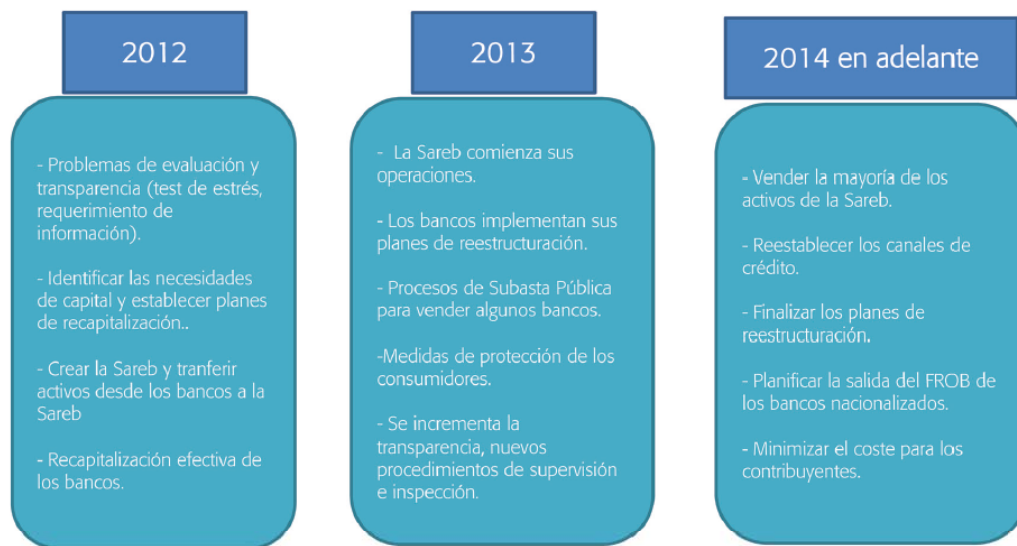 2012
- Problemas de evaluación y
transparencia (test de estrés,
requerimiento de
información).
- Identificar las necesidades
de capital y establecer planes
de recapitalización..
- Crear la Sareb y tranferir
activos desde los bancos a la
Sareb
- Recapitalización efectiva de
los bancos.
2013
- La Sareb comienza sus
operaciones.
- Los bancos implementan sus
planes de reestructuración.
- Procesos de Subasta Pública
para vender algunos bancos.
-Medidas de protección de los
consumidores.
- Se incrementa la
transparencia, nuevos
procedimientos de supervisión
e inspección.
2014 en adelante
- Vender la mayoría de los
activos de la Sareb.
- Reestablecer los canales de
crédito.
- Finalizar los planes de
reestructuración.
- Planificar la salida del FROB de
los bancos nacionalizados.
- Minimizar el coste para los
contribuyentes.